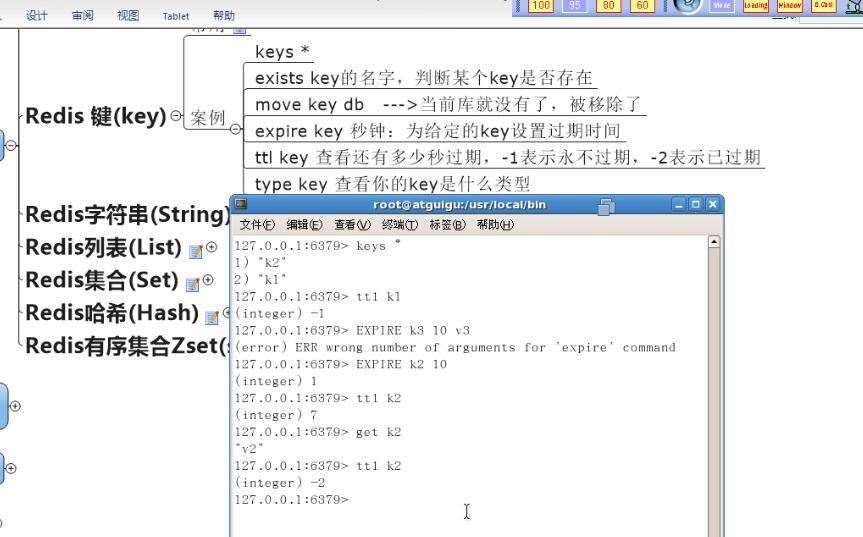 设计 审阅 视图 Tablet 帮助
100 95 80 60 Mode Loading Window
keys *
exists key的名字，判断某个key是否存在
Redis 键(key) 案例
move key db --->当前库就没有了，被移除了
expire key 秒钟：为给定的key设置过期时间
ttl key 查看还有多少秒过期，-1表示永不过期，-2表示已过期
type key 查看你的key是什么类型
Redis字符串(String)
Redis列表(List)
Redis集合(Set)
Redis哈希(Hash)
Redis有序集合Zset(s
root@atguigu:/usr/local/bin
文件(F) 编辑(E) 查看(V) 终端(T) 标签(B) 帮助(H)
127.0.0.1:6379> keys *
1) "k2"
2) "k1"
127.0.0.1:6379> ttl k1
(integer) -1
127.0.0.1:6379> EXPIRE k3 10 v3
(error) ERR wrong number of arguments for 'expire' command
127.0.0.1:6379> EXPIRE k2 10
(integer) 1
127.0.0.1:6379> ttl k2
(integer) 7
127.0.0.1:6379> get k2
"v2"
127.0.0.1:6379> ttl k2
(integer) -2
127.0.0.1:6379>